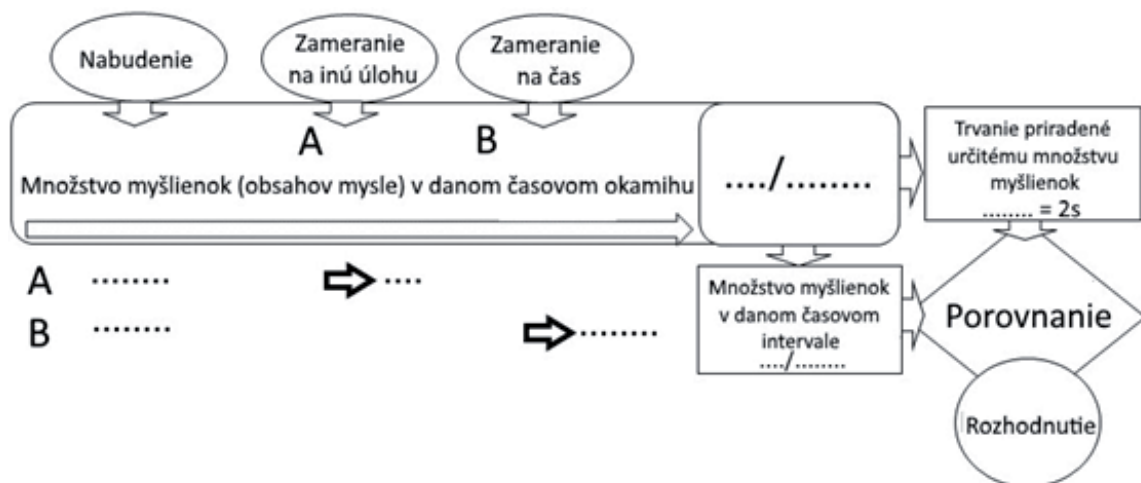 Nabudenie
Zameranie
na inú úlohu
Zameranie
na čas
A
B
Množstvo myšlienok (obsahov mysle) v danom časovom okamihu
..../........
Trvanie priradené
určitému množstvu
myšlienok
........ = 2s
A ........ ....
B ........ ........
Množstvo myšlienok
v danom časovom
intervale
..../........
Porovnanie
Rozhodnutie